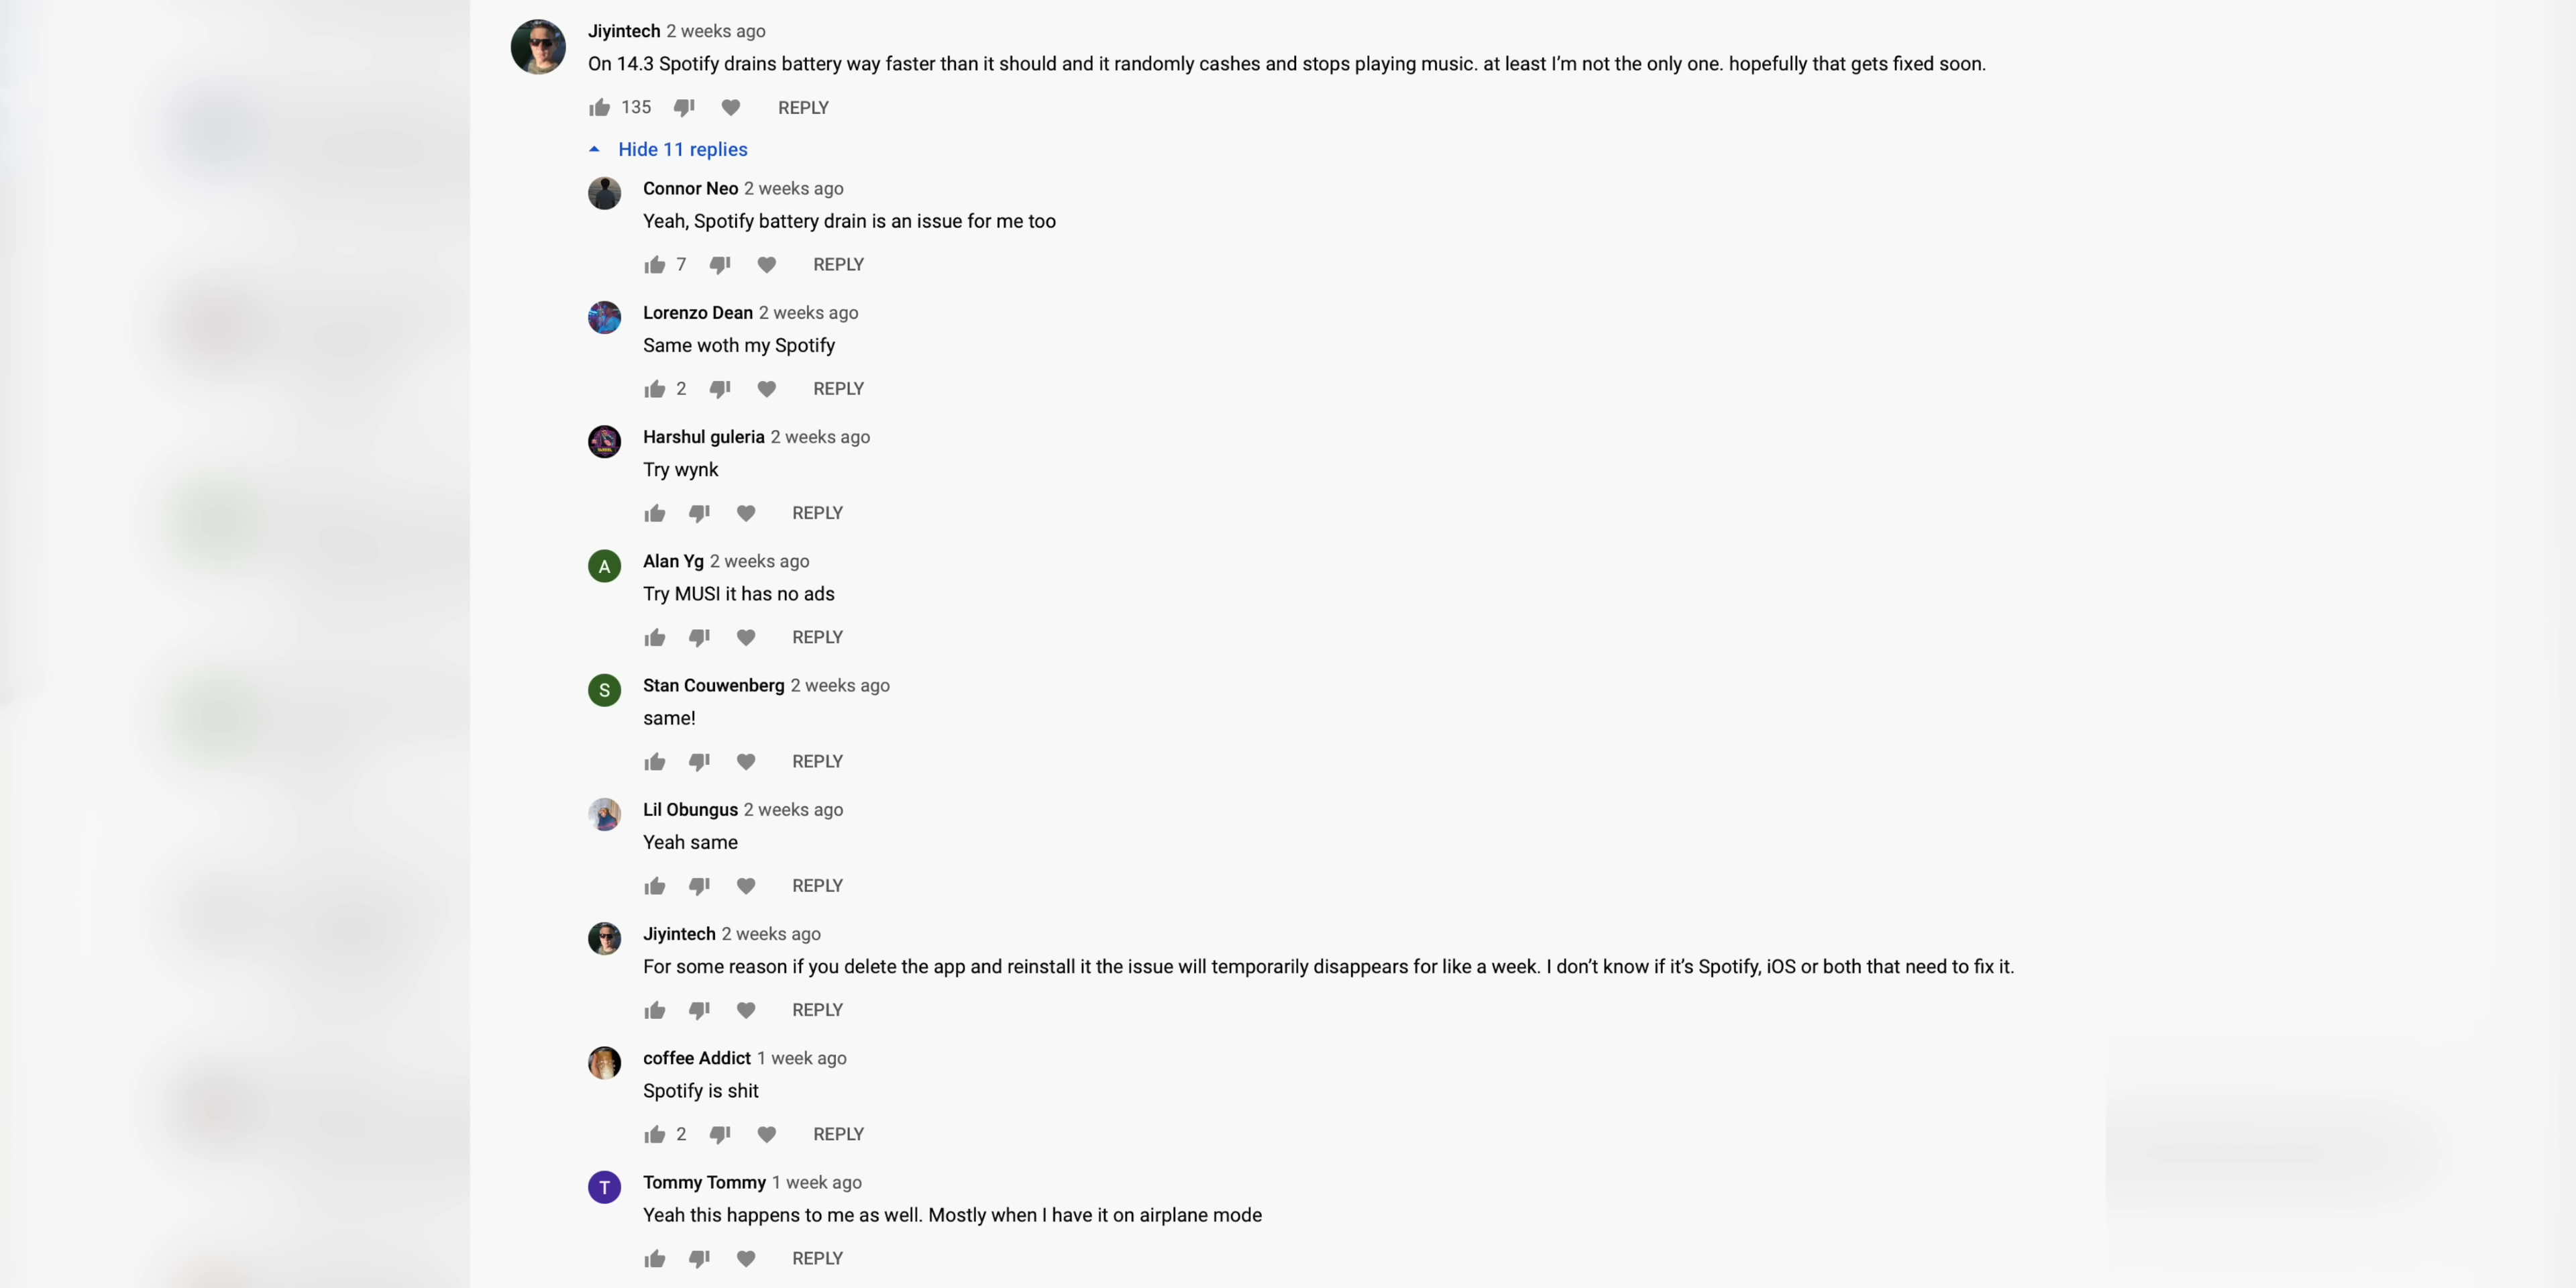 Jiyintech 2 weeks ago
On 14.3 Spotify drains battery way faster than it should and it randomly cashes and stops playing music. at least I’m not the only one. hopefully that gets fixed soon.
135 REPLY
Hide 11 replies
Connor Neo 2 weeks ago
Yeah, Spotify battery drain is an issue for me too
7 REPLY
Lorenzo Dean 2 weeks ago
Same woth my Spotify
2 REPLY
Harshul guleria 2 weeks ago
Try wynk
REPLY
A
Alan Yg 2 weeks ago
Try MUSI it has no ads
REPLY
S
Stan Couwenberg 2 weeks ago
same!
REPLY
Lil Obungus 2 weeks ago
Yeah same
REPLY
Jiyintech 2 weeks ago
For some reason if you delete the app and reinstall it the issue will temporarily disappears for like a week. I don’t know if it’s Spotify, iOS or both that need to fix it.
REPLY
coffee Addict 1 week ago
Spotify is shit
2 REPLY
T
Tommy Tommy 1 week ago
Yeah this happens to me as well. Mostly when I have it on airplane mode
REPLY